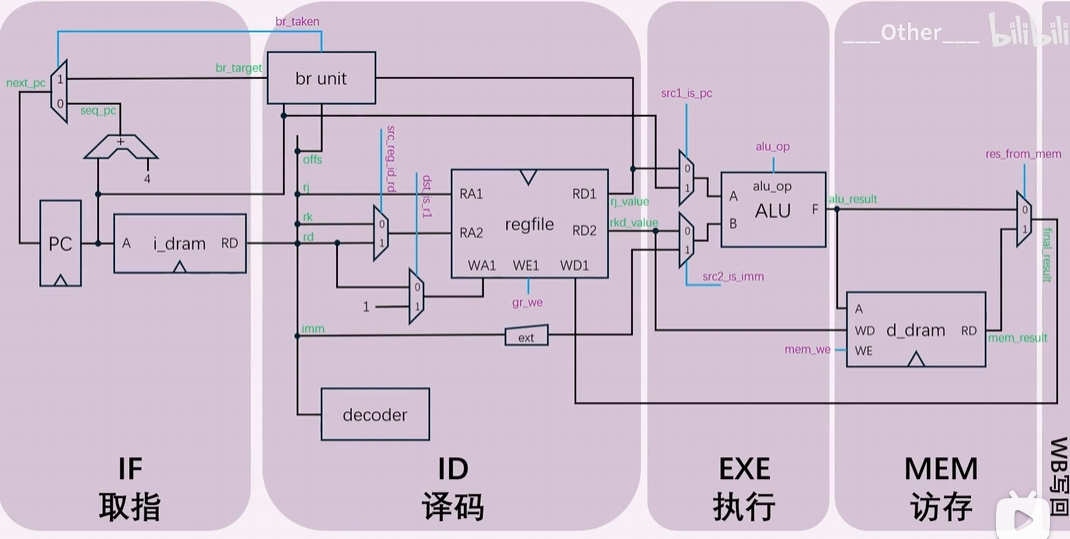 ___Other___
bilibili
br_taken
br_target
br unit
next_pc
1
0
seq_pc
+
4
offs
src_reg_id_rd
dst_is_r1
src1_is_pc
alu_op
res_from_mem
PC
A
i_dram
RD
rj
rk
rd
0
1
0
1
1
RA1
RA2
regfile
RD1
RD2
WA1
WE1
WD1
gr_we
rj_value
rkd_value
0
1
0
1
src2_is_imm
A
B
alu_op
ALU
F
alu_result
0
1
final_result
imm
ext
mem_we
A
WD
WE
d_dram
RD
mem_result
decoder
IF
取指
ID
译码
EXE
执行
MEM
访存
WB写回